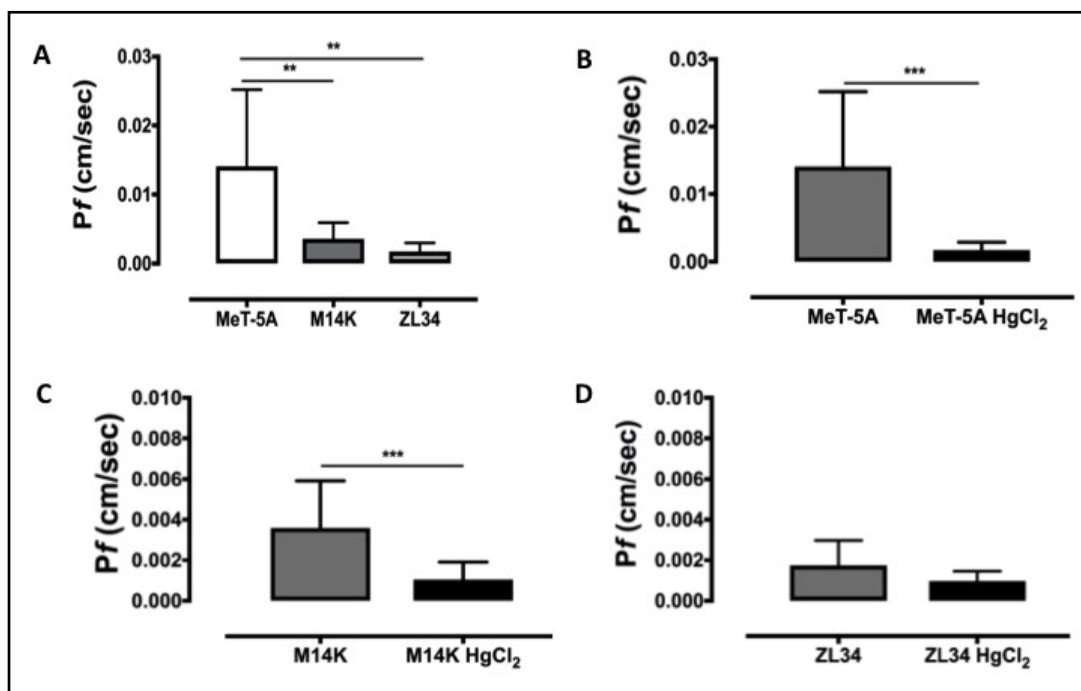 A
Pf (cm/sec)
0.03
0.02
0.01
0.00
**
**
MeT-5A M14K ZL34
B
Pf (cm/sec)
0.03
0.02
0.01
0.00
***
MeT-5A MeT-5A HgCl₂
C
Pf (cm/sec)
0.010
0.008
0.006
0.004
0.002
0.000
***
M14K M14K HgCl₂
D
Pf (cm/sec)
0.010
0.008
0.006
0.004
0.002
0.000
ZL34 ZL34 HgCl₂